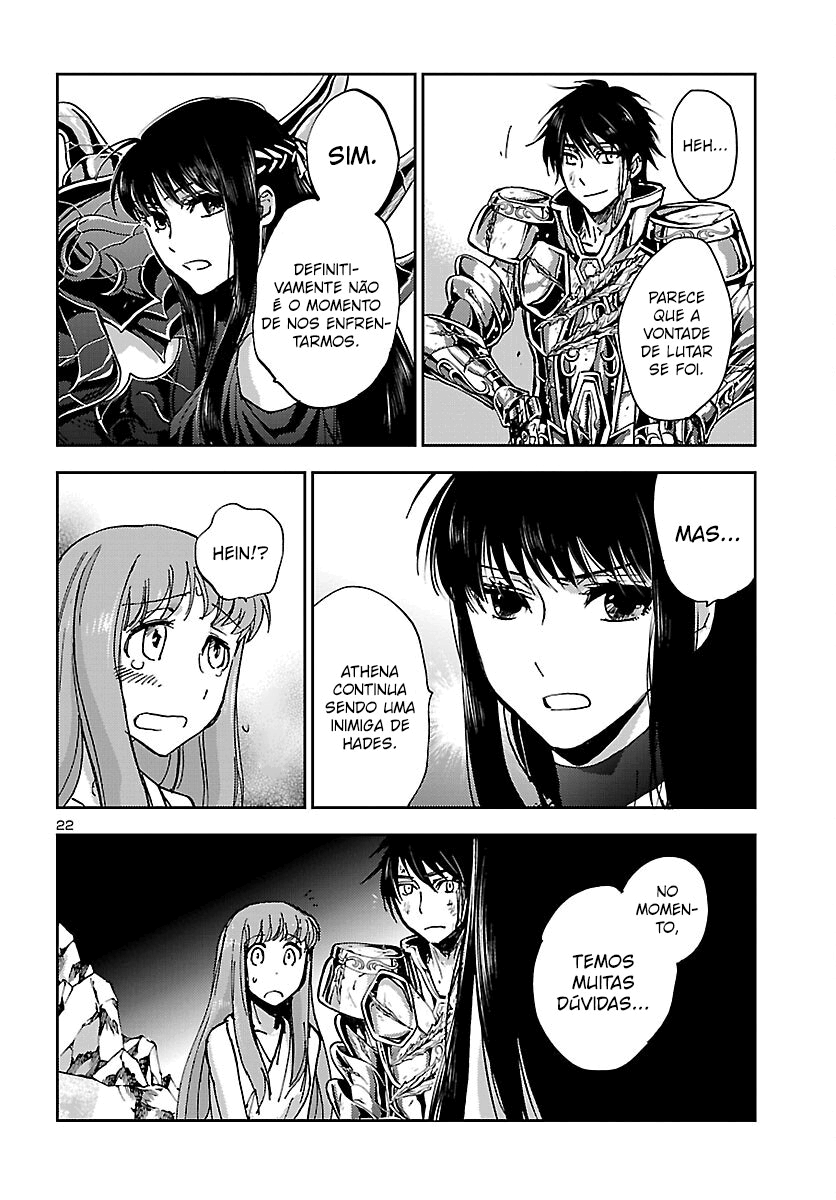 HEH...
PARECE
QUE A
VONTADE
DE LUTAR
SE FOI.
SIM.
DEFINITI-
VAMENTE NÃO
É O MOMENTO
DE NOS ENFREN-
TARMOS.
MAS...
ATHENA
CONTINUA
SENDO UMA
INIMIGA DE
HADES.
HEIN!?
22
NO
MOMEN-
TO,
TEMOS
MUITAS
DÚVIDAS...